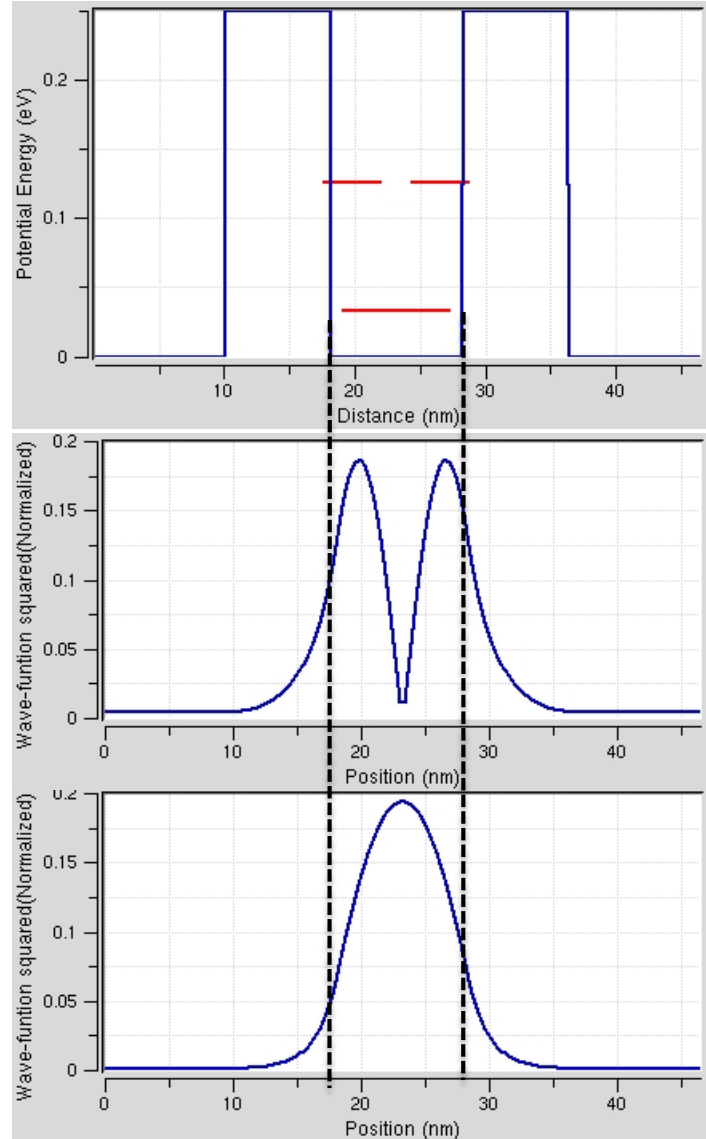 Potential Energy (eV)
0.2
0.1
0
10 20 30 40
Distance (nm)
Wave-funtion squared(Normalized)
0.2
0.15
0.1
0.05
0
0 10 20 30 40
Position (nm)
Wave-funtion squared(Normalized)
0.2
0.15
0.1
0.05
0
0 10 20 30 40
Position (nm)